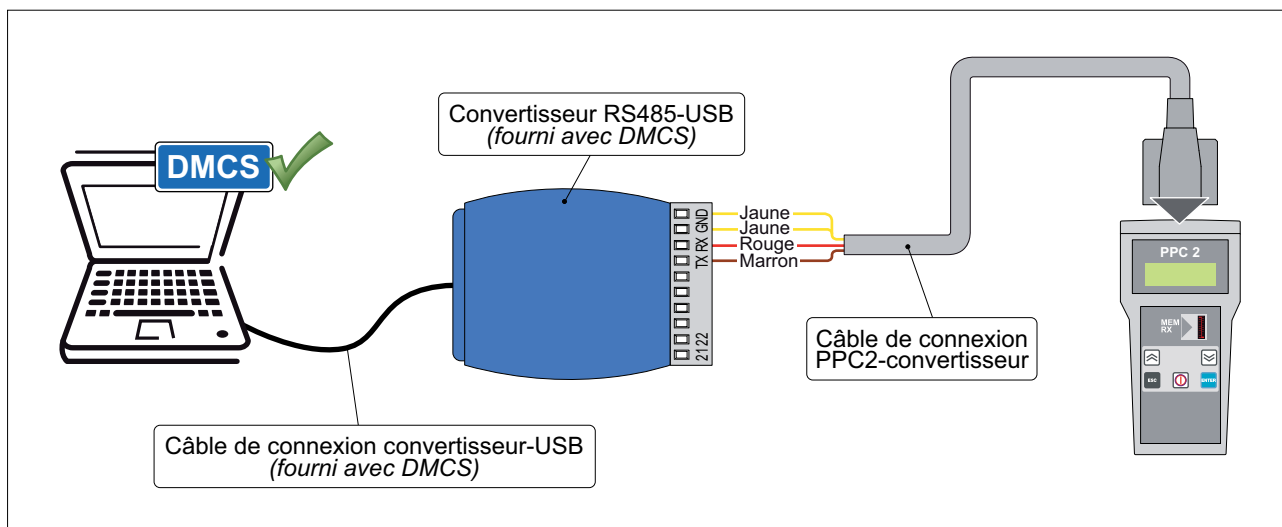 Convertisseur RS485-USB
(fourni avec DMCS)
DMCS
GND
RX
TX
2122
Jaune
Jaune
Rouge
Marron
PPC 2
MEM
RX
ESC
ENTER
Câble de connexion
PPC2-convertisseur
Câble de connexion convertisseur-USB
(fourni avec DMCS)